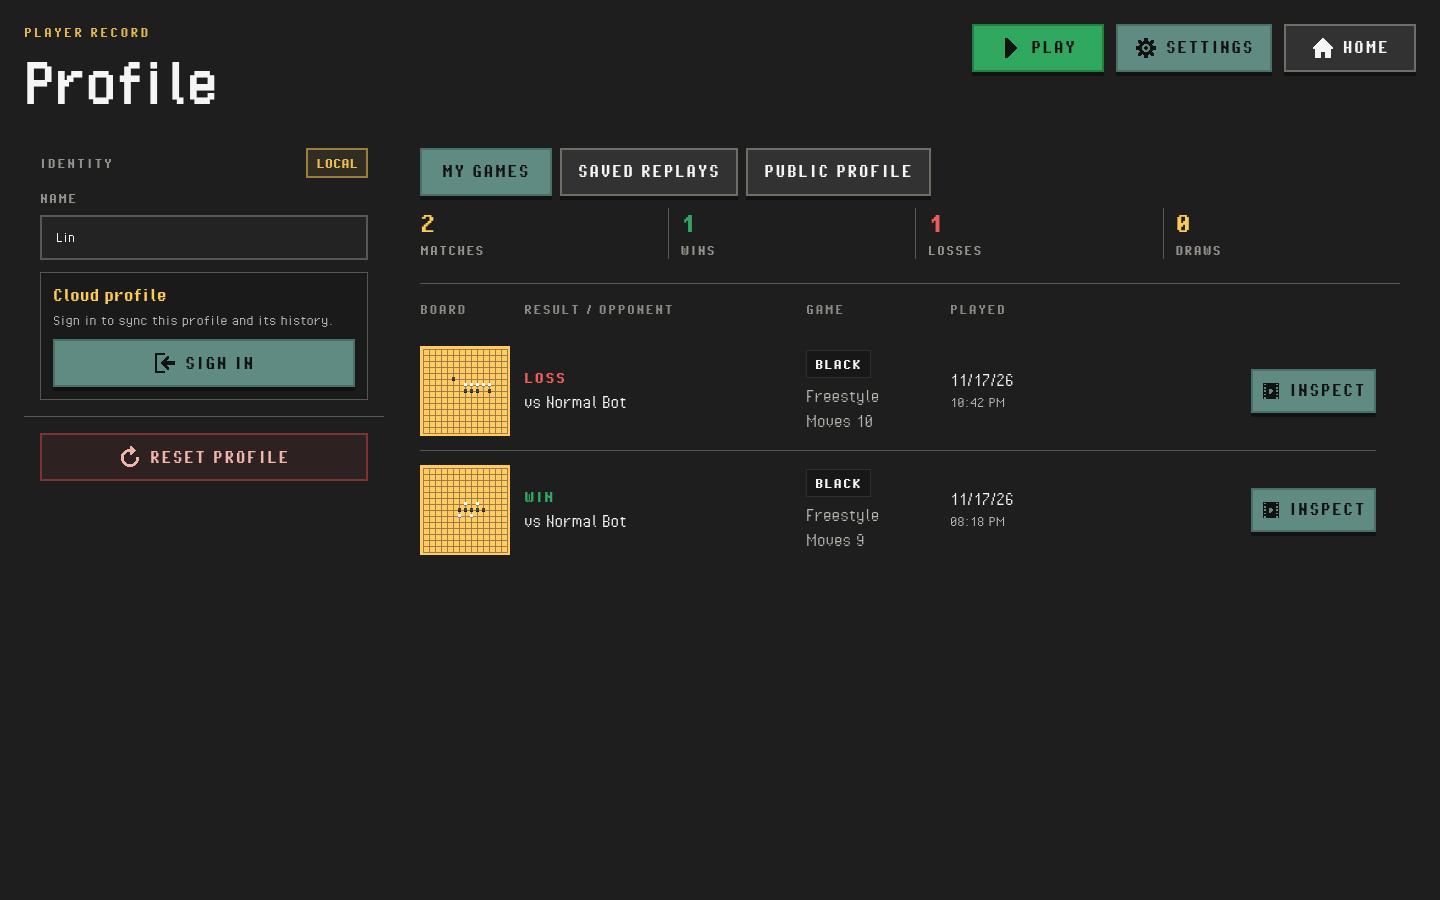 PLAYER RECORD
Profile
PLAY
SETTINGS
HOME
IDENTITY
LOCAL
NAME
Lin
Cloud profile
Sign in to sync this profile and its history.
SIGN IN
RESET PROFILE
MY GAMES
SAVED REPLAYS
PUBLIC PROFILE
2
MATCHES
1
WINS
1
LOSSES
0
DRAWS
BOARD
RESULT / OPPONENT
GAME
PLAYED
LOSS
vs Normal Bot
BLACK
Freestyle
Moves 10
11/17/26
10:42 PM
INSPECT
WIN
vs Normal Bot
BLACK
Freestyle
Moves 9
11/17/26
08:18 PM
INSPECT